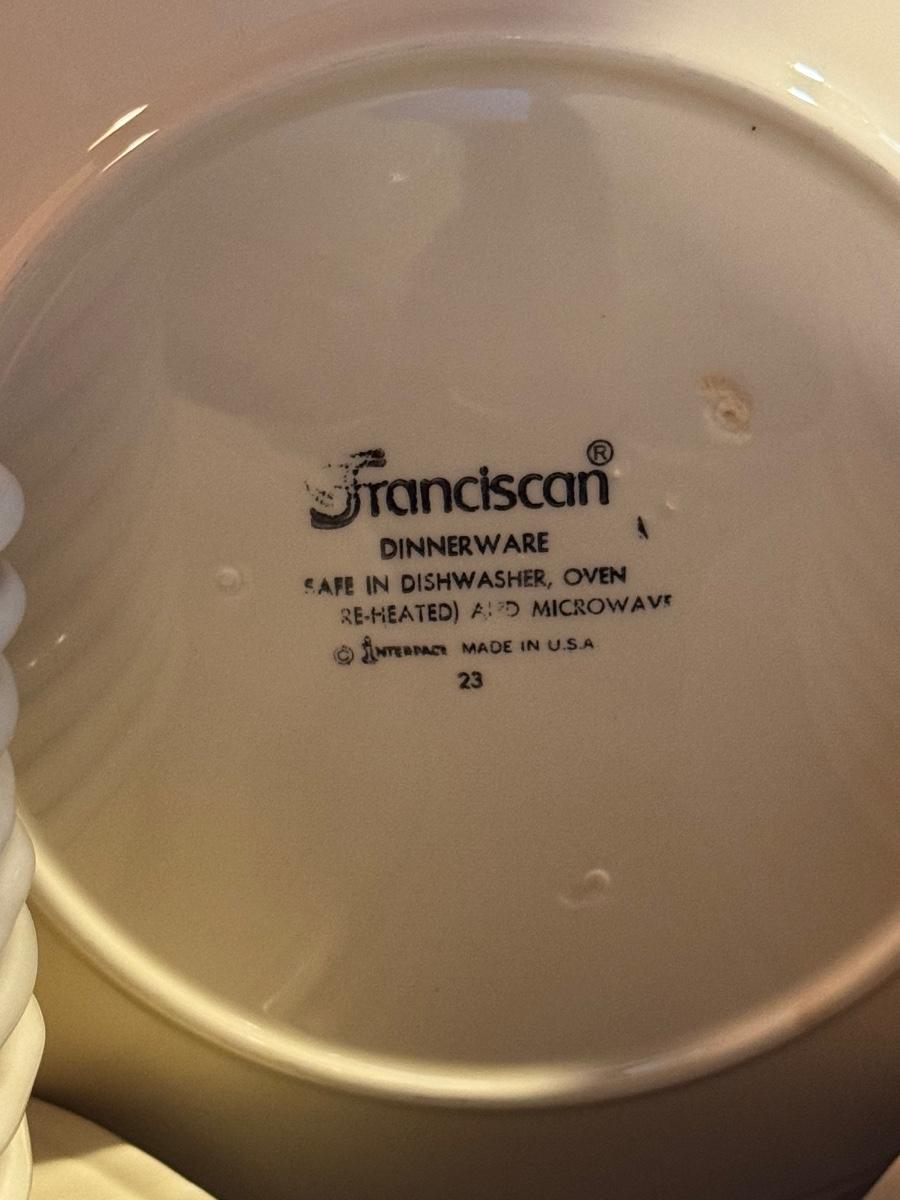 Franciscan®
DINNERWARE
SAFE IN DISHWASHER, OVEN
RE-HEATED) AND MICROWAVE
© INTERPACE MADE IN U.S.A
23